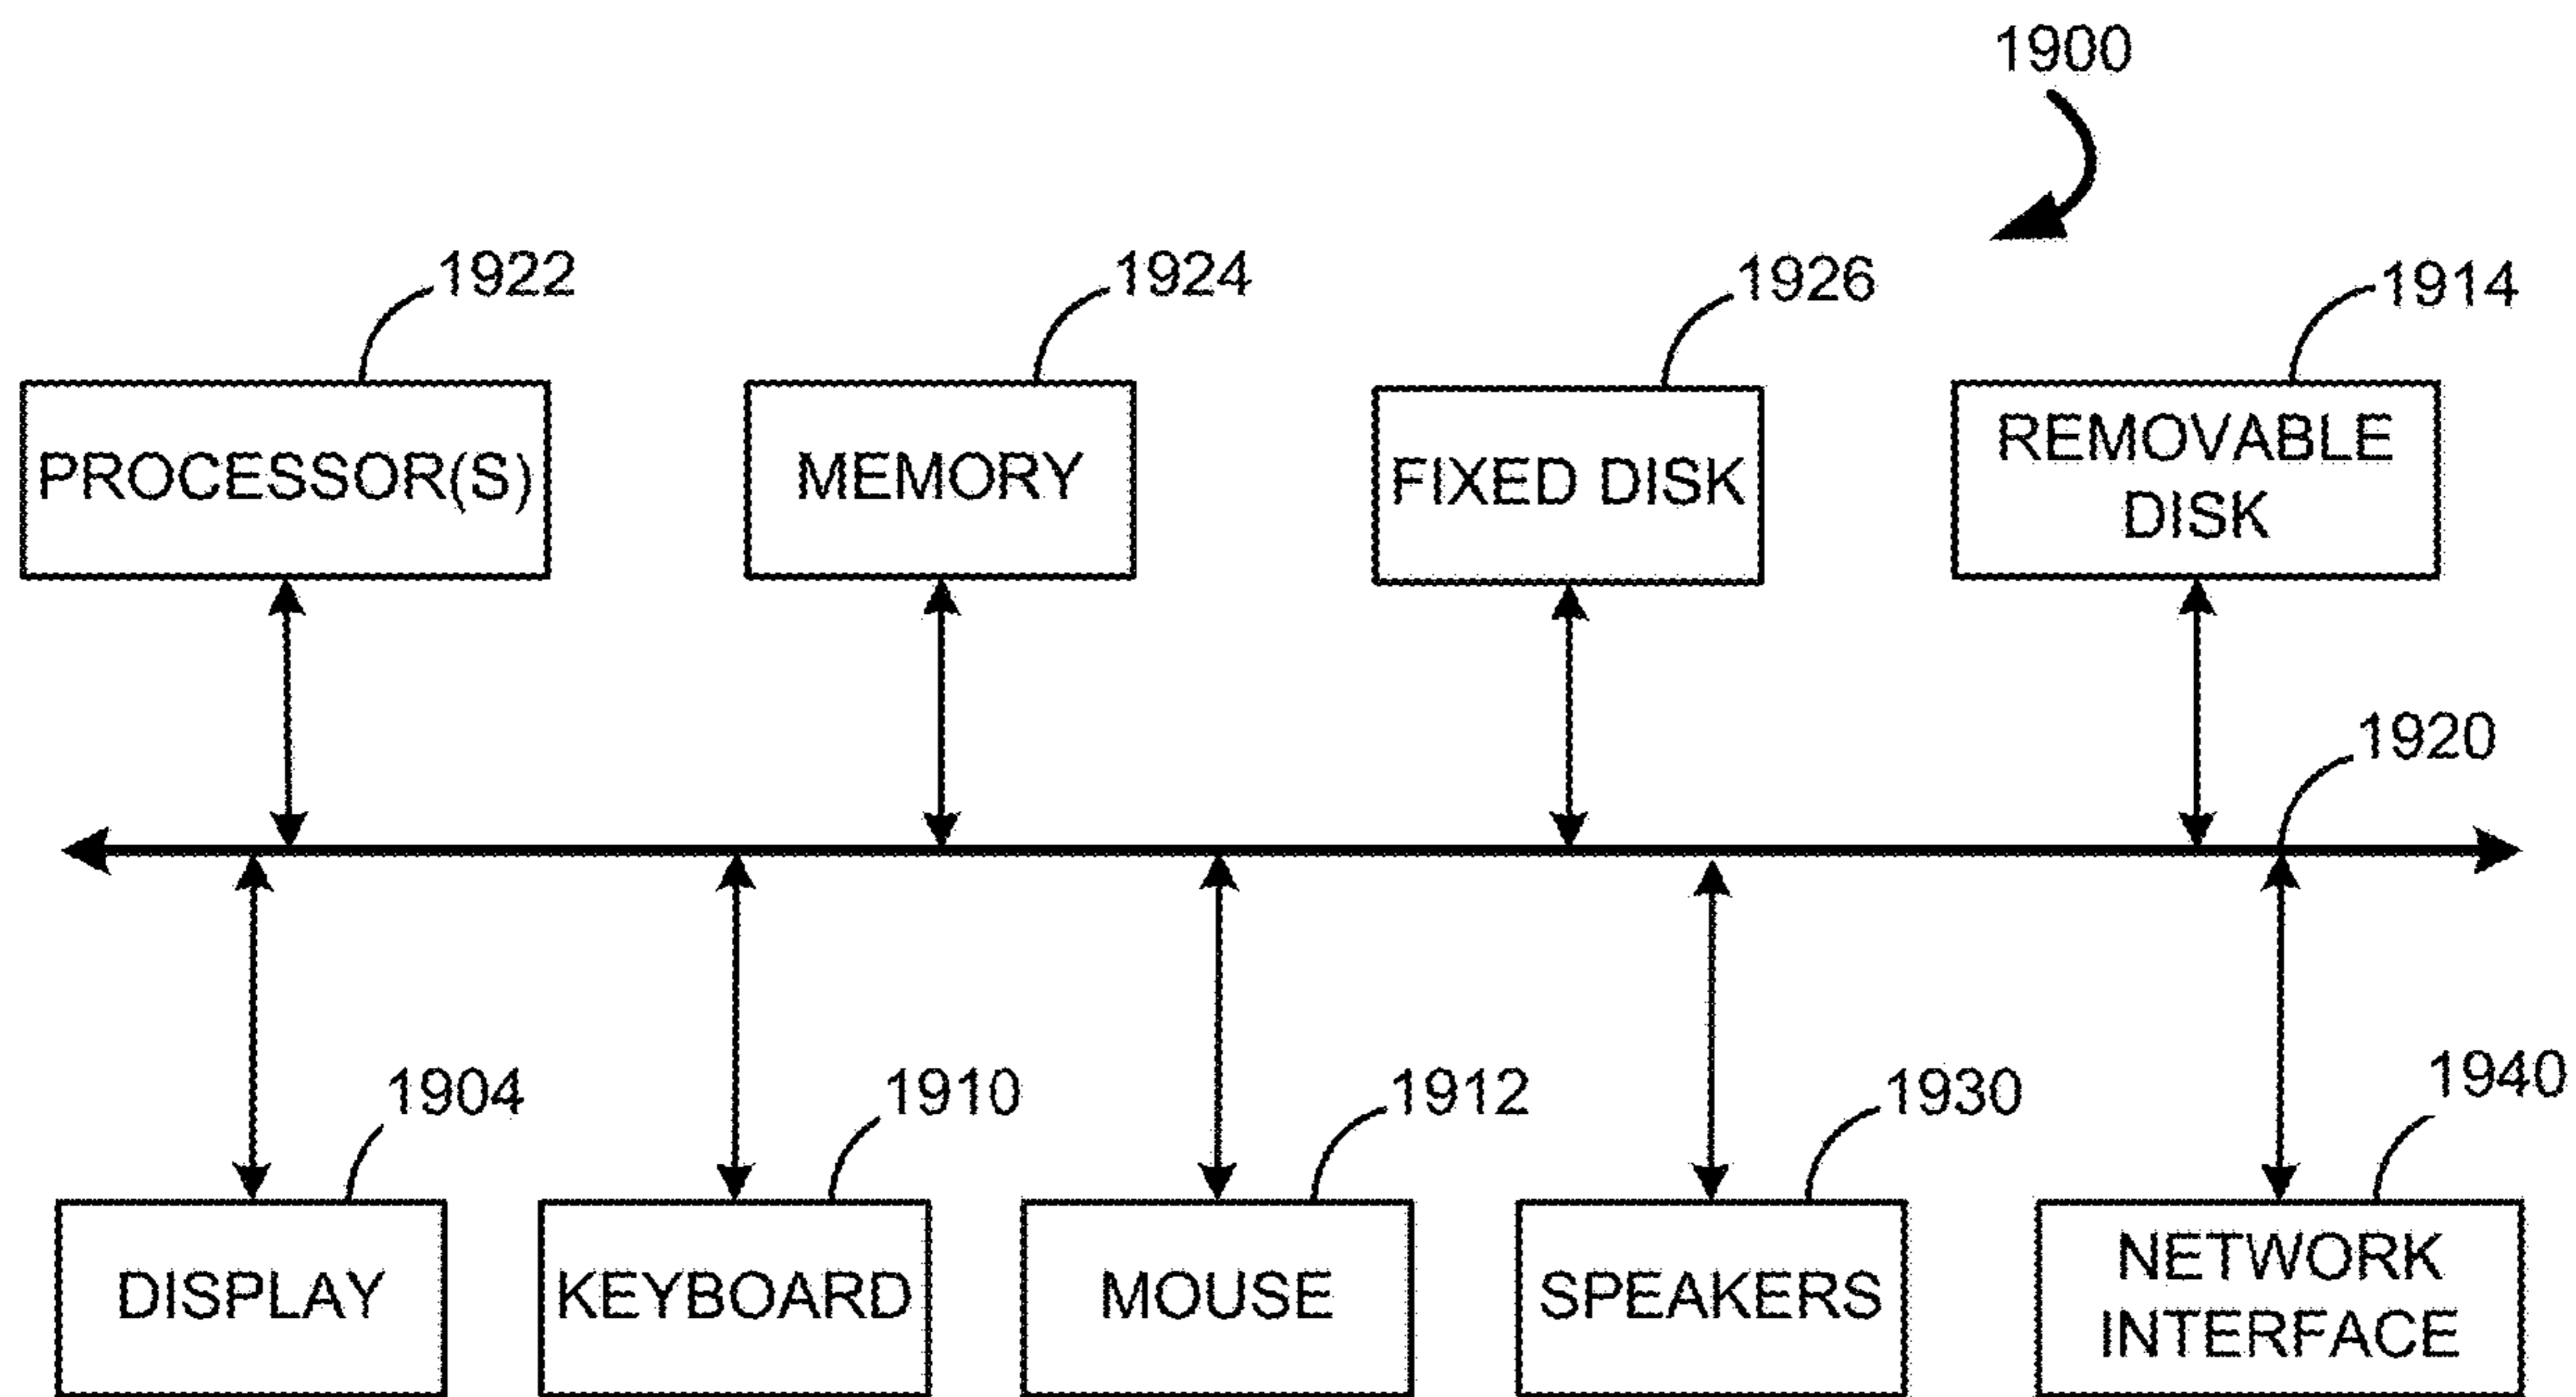 1900
1922
1924
1926
1914
PROCESSOR(S)
MEMORY
FIXED DISK
REMOVABLE
DISK
1920
1904
1910
1912
1930
1940
DISPLAY
KEYBOARD
MOUSE
SPEAKERS
NETWORK
INTERFACE